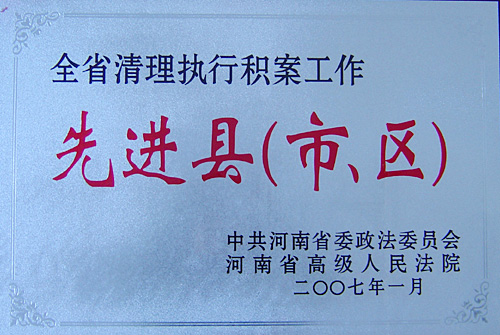 全省清理执行积案工作
先进县(市、区)
中共河南省委政法委员会
河南省高级人民法院
二〇〇七年一月